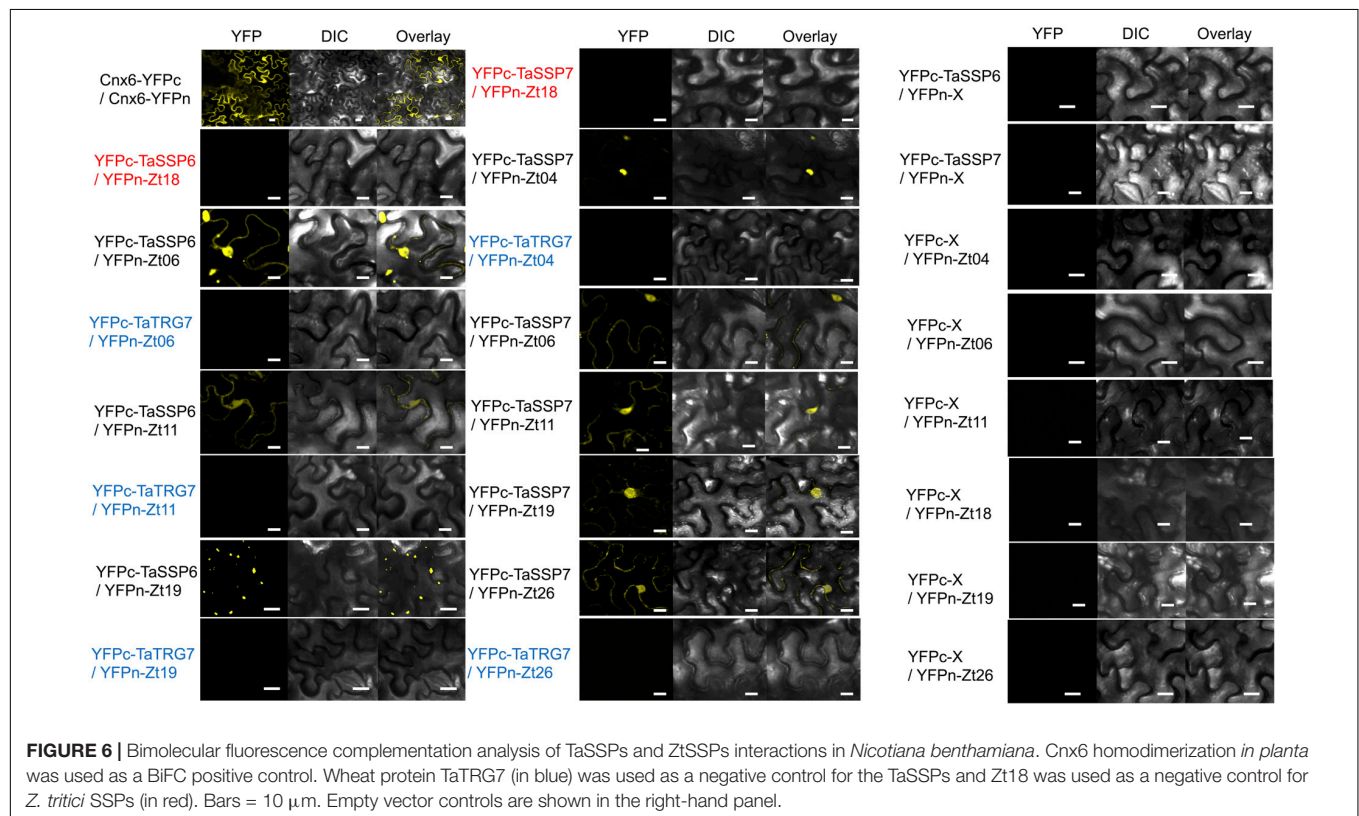 YFP DIC Overlay
Cnx6-YFPc
/ Cnx6-YFPn
YFPc-TaSSP6
/ YFPn-Zt18
YFPc-TaSSP6
/ YFPn-Zt06
YFPc-TaTRG7
/ YFPn-Zt06
YFPc-TaSSP6
/ YFPn-Zt11
YFPc-TaTRG7
/ YFPn-Zt11
YFPc-TaSSP6
/ YFPn-Zt19
YFPc-TaTRG7
/ YFPn-Zt19
YFP DIC Overlay
YFPc-TaSSP7
/ YFPn-Zt18
YFPc-TaSSP7
/ YFPn-Zt04
YFPc-TaTRG7
/ YFPn-Zt04
YFPc-TaSSP7
/ YFPn-Zt06
YFPc-TaSSP7
/ YFPn-Zt11
YFPc-TaSSP7
/ YFPn-Zt19
YFPc-TaSSP7
/ YFPn-Zt26
YFPc-TaTRG7
/ YFPn-Zt26
YFP DIC Overlay
YFPc-TaSSP6
/ YFPn-X
YFPc-TaSSP7
/ YFPn-X
YFPc-X
/ YFPn-Zt04
YFPc-X
/ YFPn-Zt06
YFPc-X
/ YFPn-Zt11
YFPc-X
/ YFPn-Zt18
YFPc-X
/ YFPn-Zt19
YFPc-X
/ YFPn-Zt26
FIGURE 6 | Bimolecular fluorescence complementation analysis of TaSSPs and ZtSSPs interactions in Nicotiana benthamiana. Cnx6 homodimerization in planta
was used as a BiFC positive control. Wheat protein TaTRG7 (in blue) was used as a negative control for the TaSSPs and Zt18 was used as a negative control for
Z. tritici SSPs (in red). Bars = 10 μm. Empty vector controls are shown in the right-hand panel.